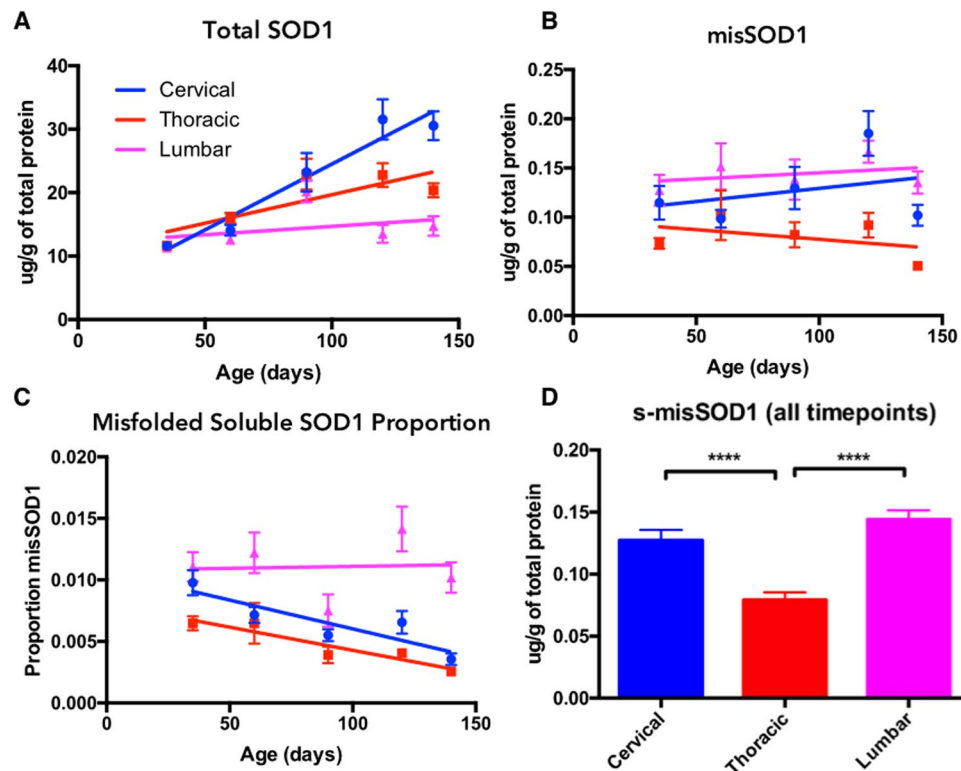 A
Total SOD1
ug/g of total protein
40
30
20
10
0
Cervical
Thoracic
Lumbar
0
50
100
150
Age (days)
B
misSOD1
ug/g of total protein
0.25
0.20
0.15
0.10
0.05
0.00
0
50
100
150
Age (days)
C
Misfolded Soluble SOD1 Proportion
Proportion misSOD1
0.020
0.015
0.010
0.005
0.000
0
50
100
150
Age (days)
D
s-misSOD1 (all timepoints)
ug/g of total protein
0.20
0.15
0.10
0.05
0.00
****
****
Cervical
Thoracic
Lumbar